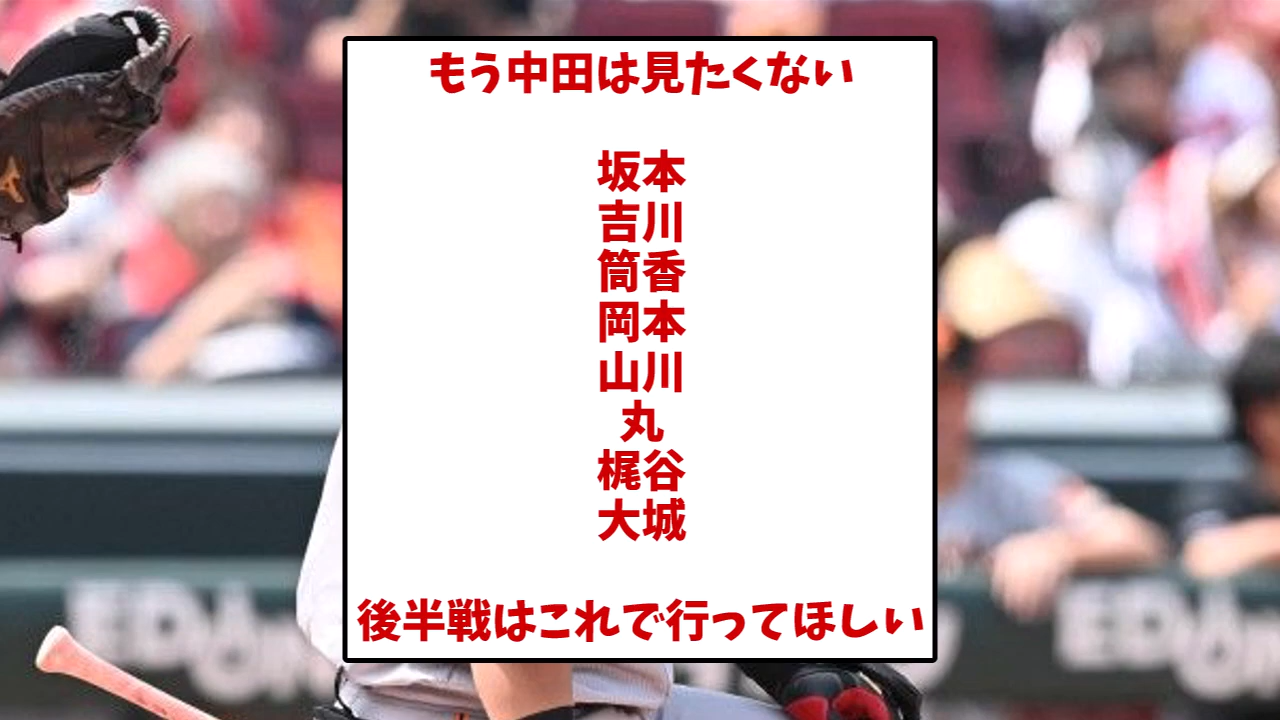 もう中田は見たくない
坂本
吉川
筒香
岡本
山川
丸
梶谷
大城
後半戦はこれで行ってほしい